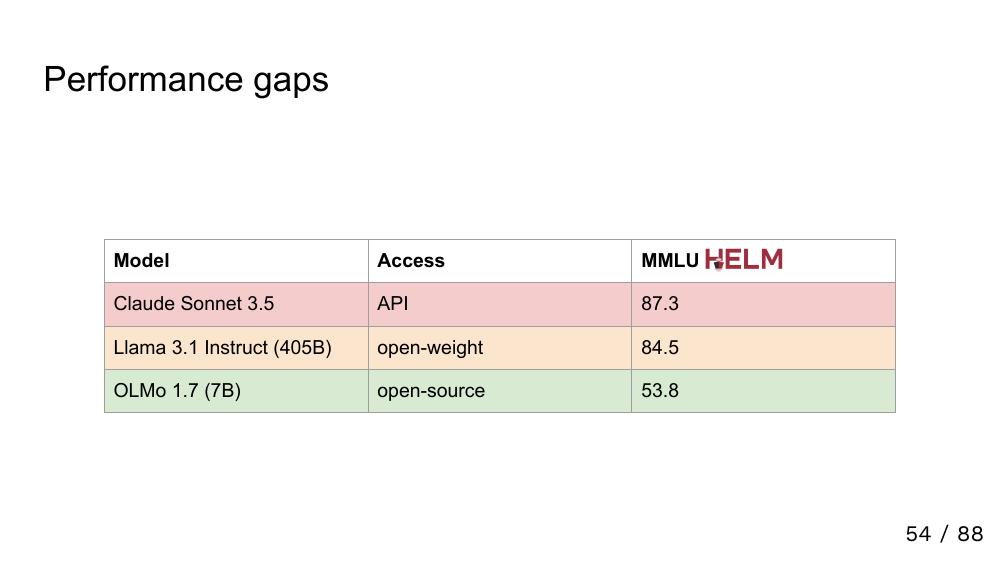 Performance gaps
Model Access MMLU HELM
Claude Sonnet 3.5 API 87.3
Llama 3.1 Instruct (405B) open-weight 84.5
OLMo 1.7 (7B) open-source 53.8
54 / 88